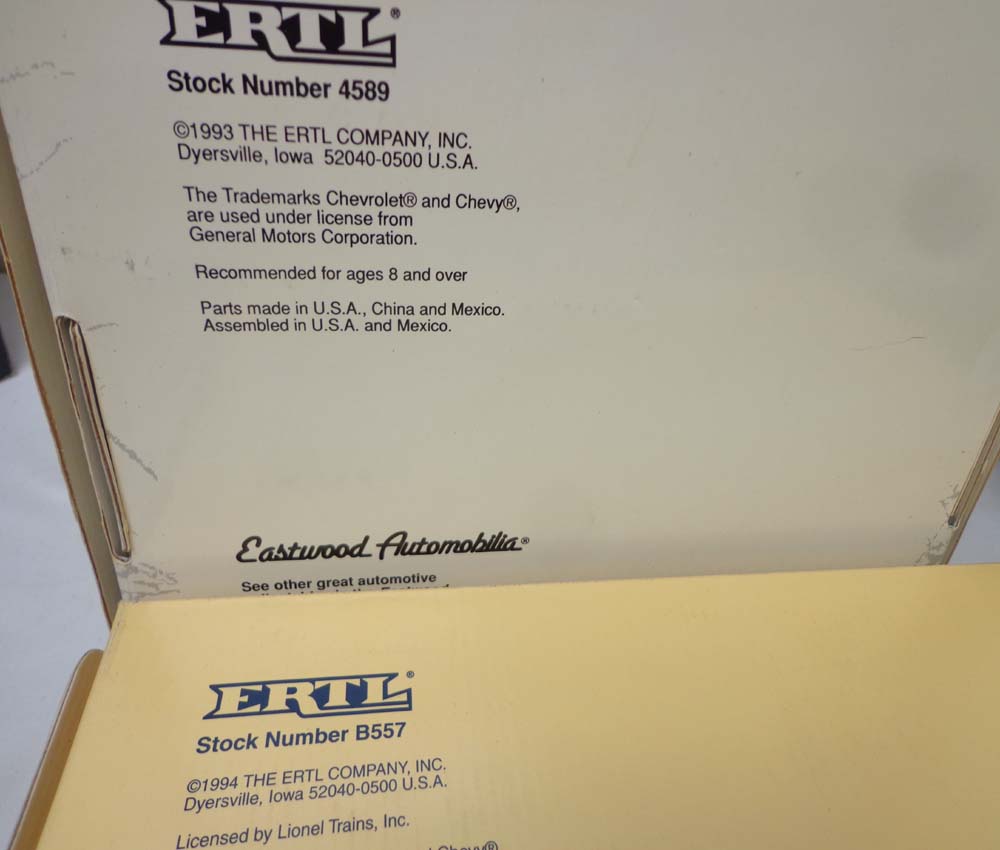 ERTL®
Stock Number 4589
©1993 THE ERTL COMPANY, INC.
Dyersville, Iowa 52040-0500 U.S.A.
The Trademarks Chevrolet® and Chevy®,
are used under license from
General Motors Corporation.
Recommended for ages 8 and over
Parts made in U.S.A., China and Mexico.
Assembled in U.S.A. and Mexico.
Eastwood Automobilia®
See other great automotive
ERTL®
Stock Number B557
©1994 THE ERTL COMPANY, INC.
Dyersville, Iowa 52040-0500 U.S.A.
Licensed by Lionel Trains, Inc.
Chevy®